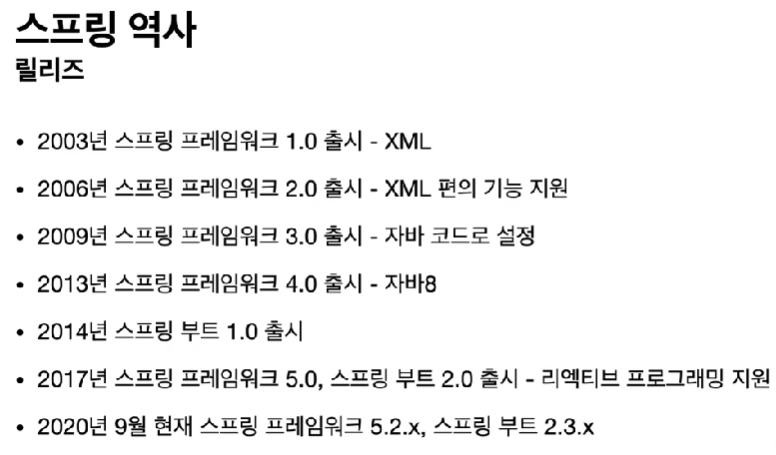 스프링 역사
릴리즈
• 2003년 스프링 프레임워크 1.0 출시 - XML
• 2006년 스프링 프레임워크 2.0 출시 - XML 편의 기능 지원
• 2009년 스프링 프레임워크 3.0 출시 - 자바 코드로 설정
• 2013년 스프링 프레임워크 4.0 출시 - 자바8
• 2014년 스프링 부트 1.0 출시
• 2017년 스프링 프레임워크 5.0, 스프링 부트 2.0 출시 - 리엑티브 프로그래밍 지원
• 2020년 9월 현재 스프링 프레임워크 5.2.x, 스프링 부트 2.3.x